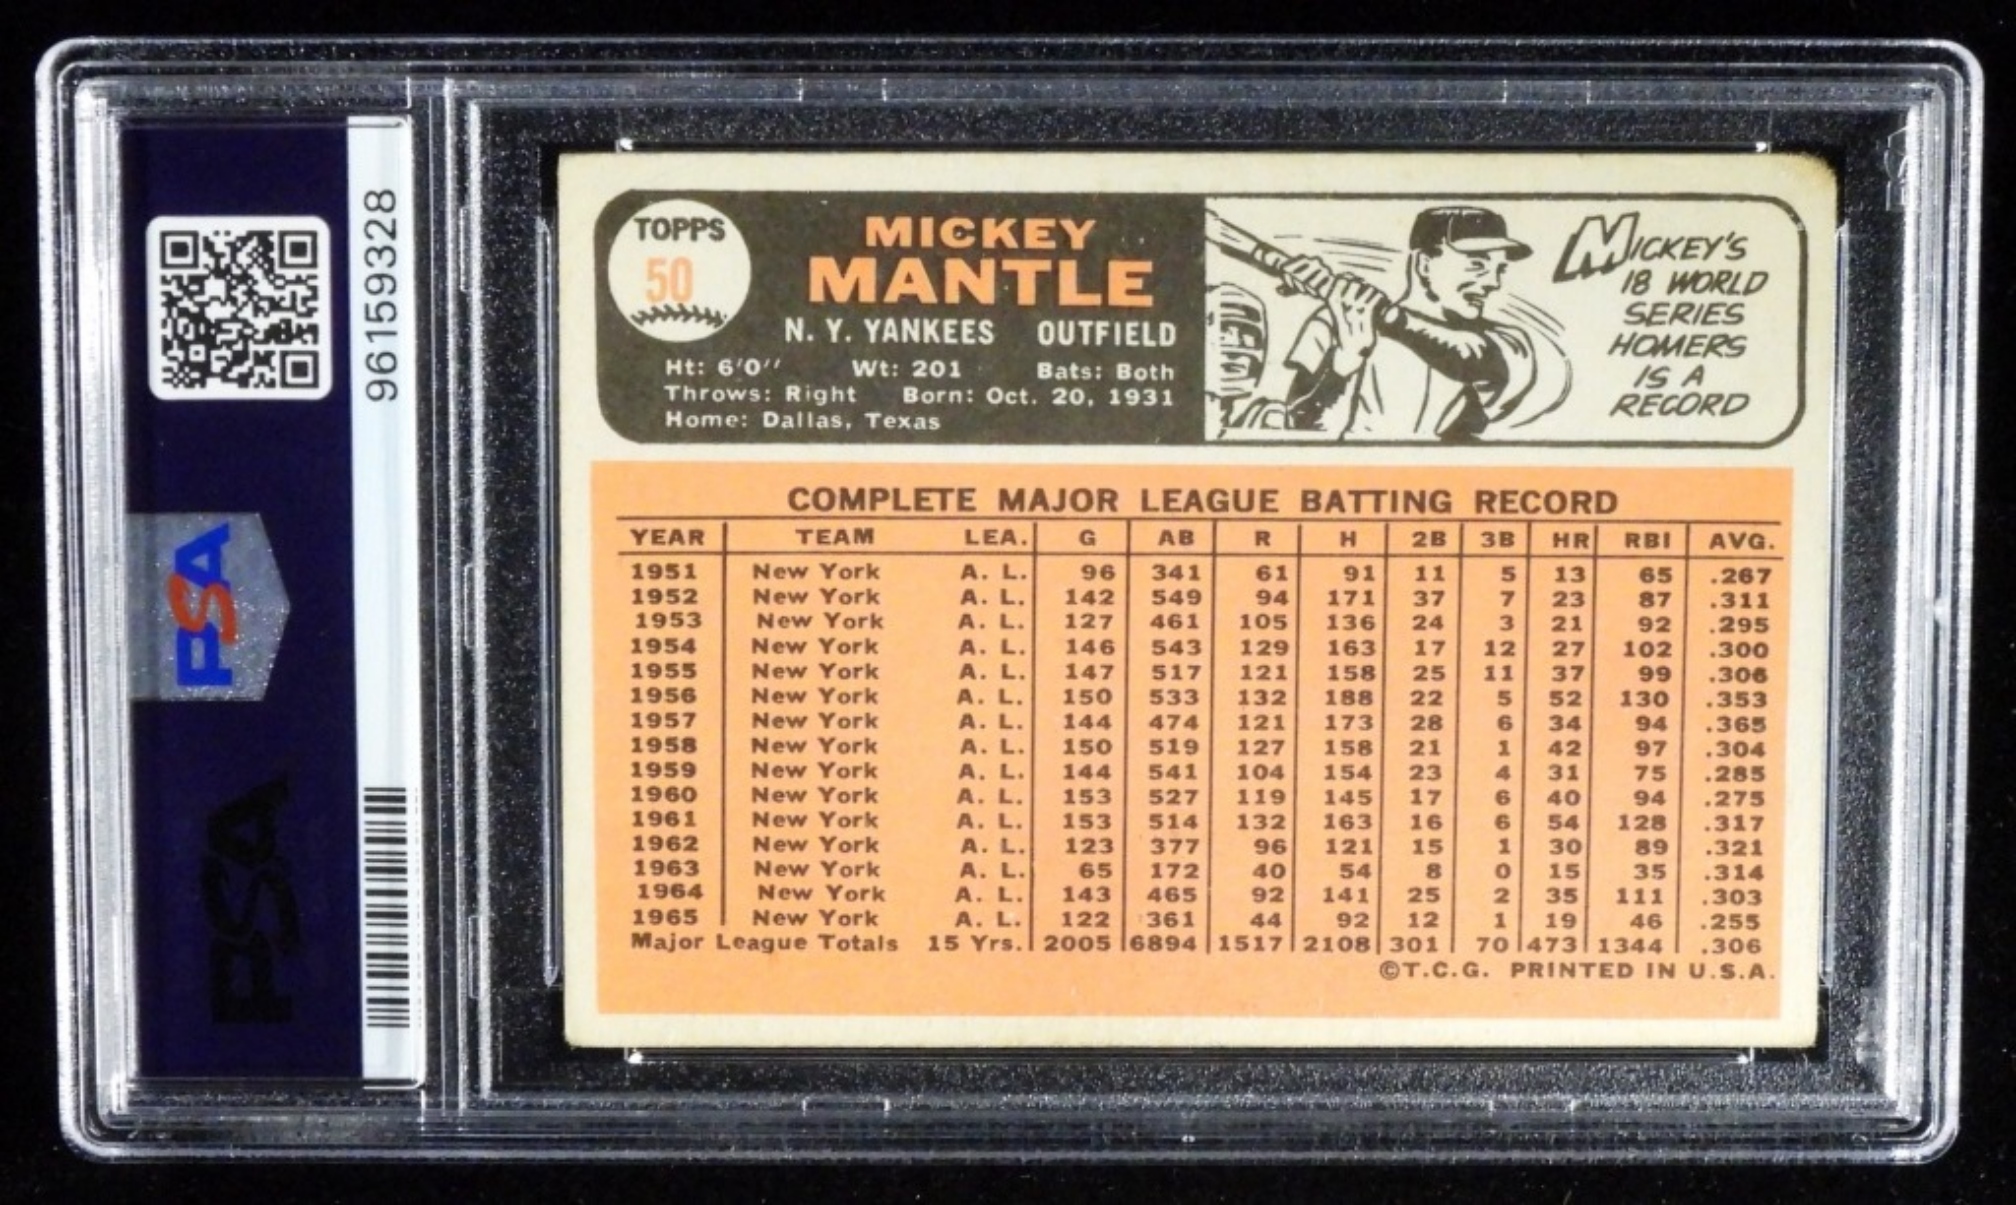 96159328
PSA
PSA
TOPPS
50
MICKEY
MANTLE
N. Y. YANKEES OUTFIELD
Ht: 6'0'' Wt: 201 Bats: Both
Throws: Right Born: Oct. 20, 1931
Home: Dallas, Texas
MICKEY'S
18 WORLD
SERIES
HOMERS
IS A
RECORD
COMPLETE MAJOR LEAGUE BATTING RECORD
YEAR TEAM LEA. G AB R H 2B 3B HR RBI AVG.
1951 New York A. L. 96 341 61 91 11 5 13 65 .267
1952 New York A. L. 142 549 94 171 37 7 23 87 .311
1953 New York A. L. 127 461 105 136 24 3 21 92 .295
1954 New York A. L. 146 543 129 163 17 12 27 102 .300
1955 New York A. L. 147 517 121 158 25 11 37 99 .306
1956 New York A. L. 150 533 132 188 22 5 52 130 .353
1957 New York A. L. 144 474 121 173 28 6 34 94 .365
1958 New York A. L. 150 519 127 158 21 1 42 97 .304
1959 New York A. L. 144 541 104 154 23 4 31 75 .285
1960 New York A. L. 153 527 119 145 17 6 40 94 .275
1961 New York A. L. 153 514 132 163 16 6 54 128 .317
1962 New York A. L. 123 377 96 121 15 1 30 89 .321
1963 New York A. L. 65 172 40 54 8 0 15 35 .314
1964 New York A. L. 143 465 92 141 25 2 35 111 .303
1965 New York A. L. 122 361 44 92 12 1 19 46 .255
Major League Totals 15 Yrs. 2005 6894 1517 2108 301 70 473 1344 .306
©T.C.G. PRINTED IN U.S.A.